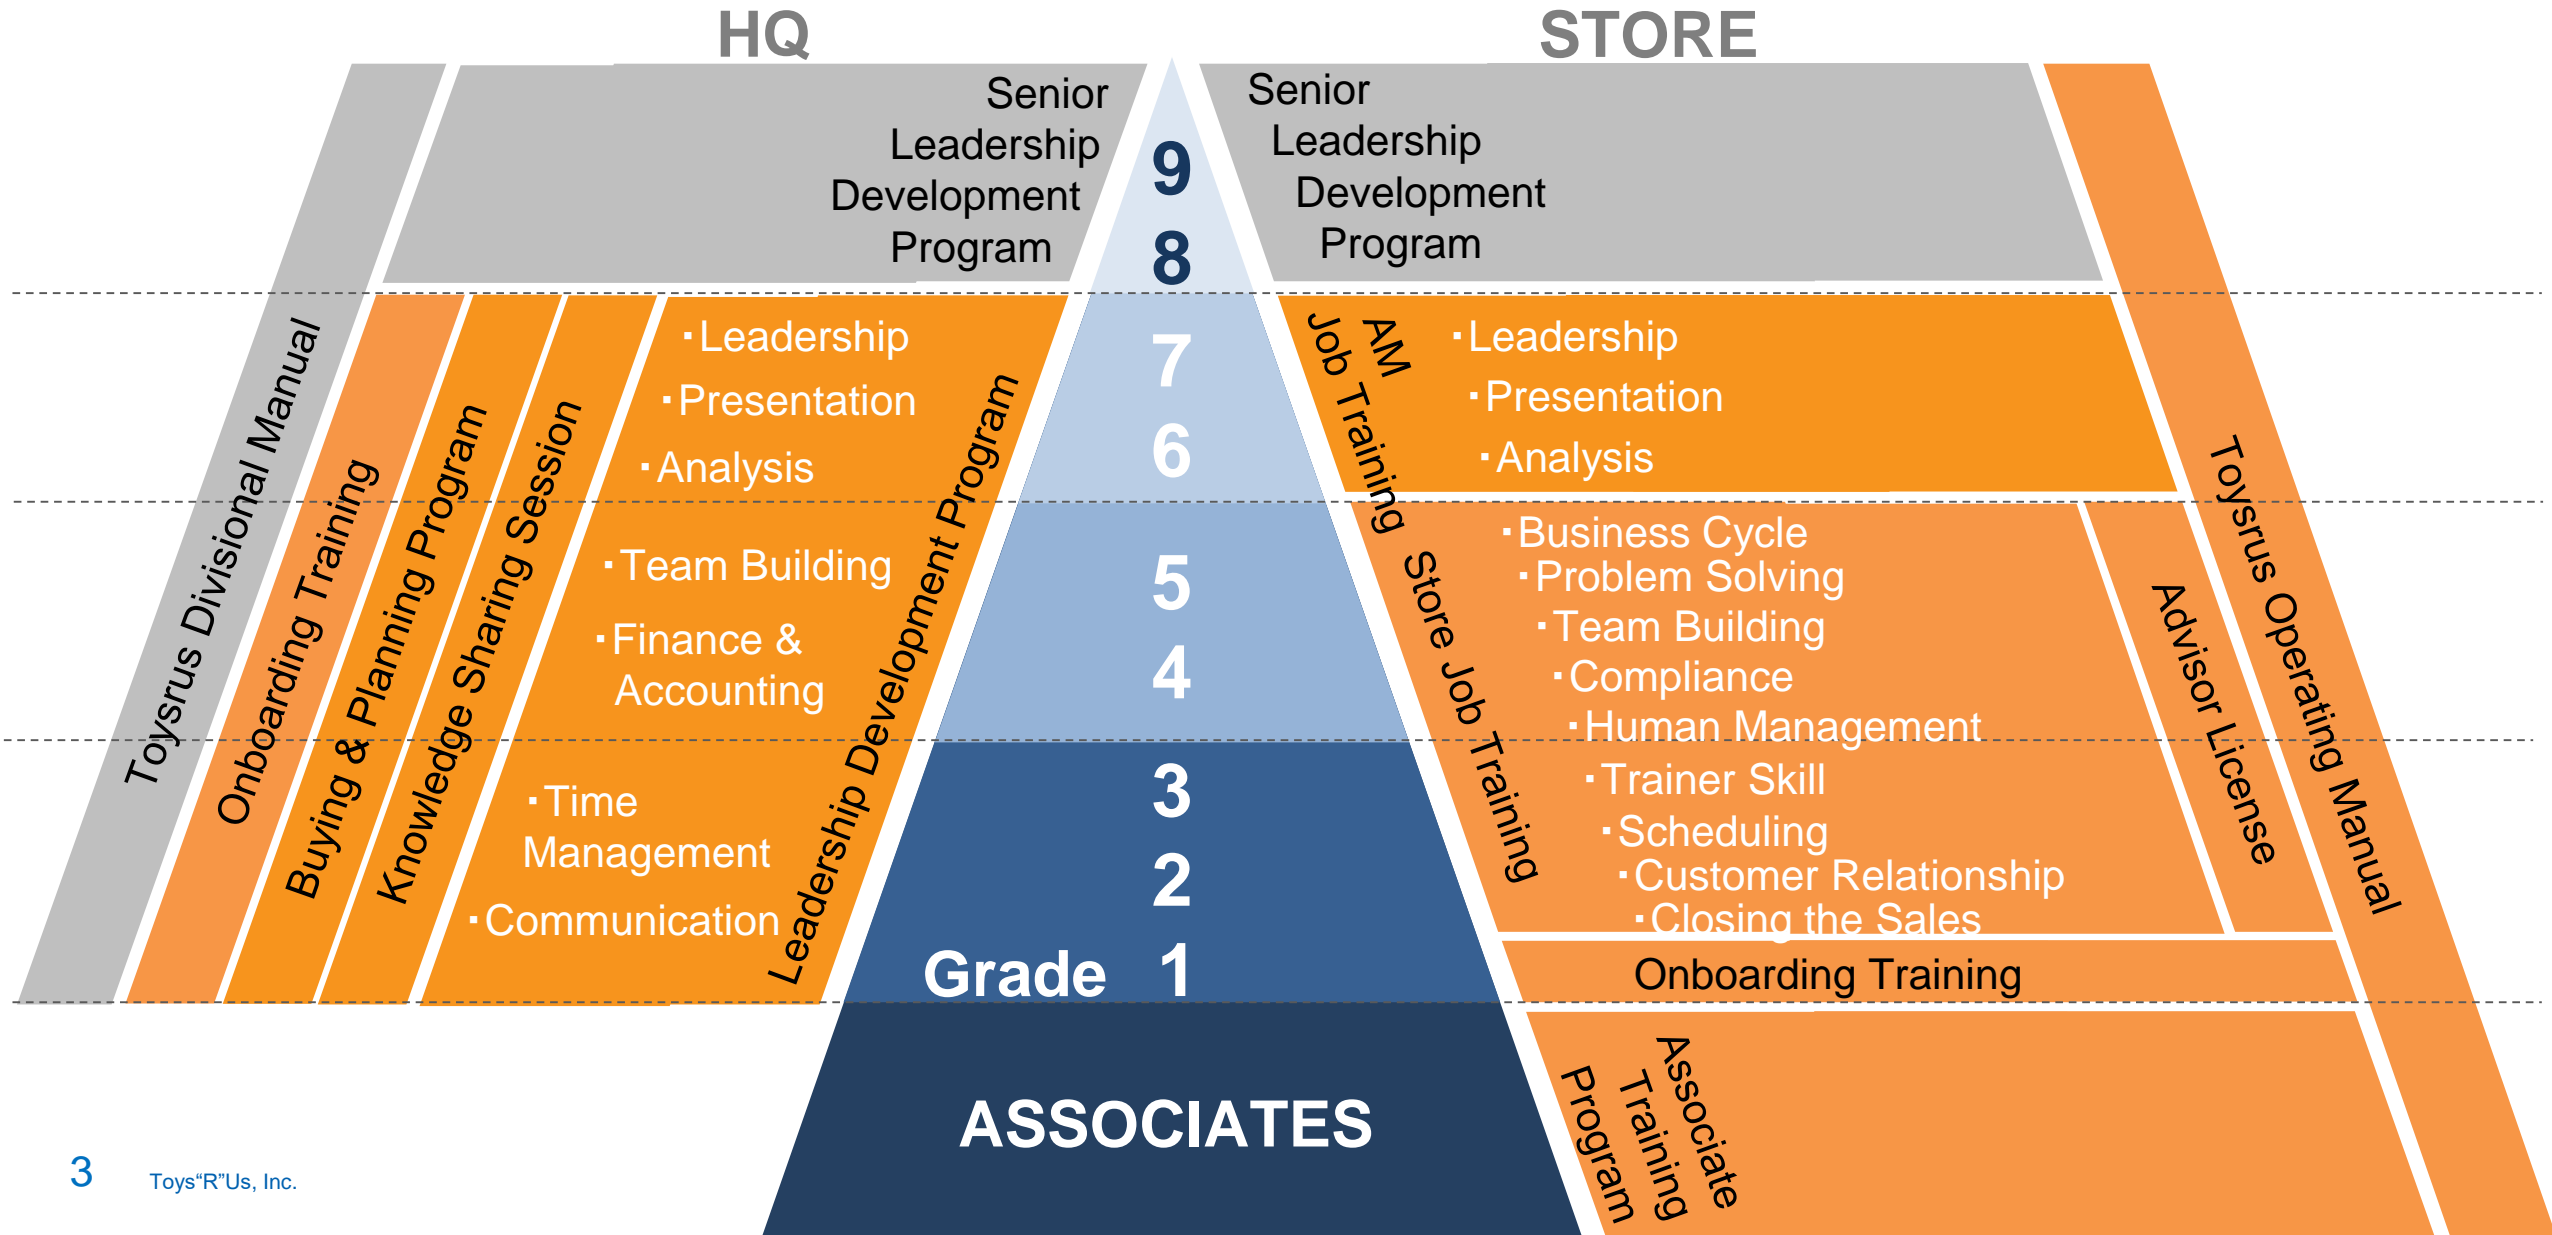 HQ
STORE
Senior
Leadership
Development
Program
Senior
Leadership
Development
Program
9
8
7
6
5
4
3
2
Grade 1
ASSOCIATES
Toysrus Divisional Manual
Onboarding Training
Buying & Planning Program
Knowledge Sharing Session
･Leadership
･Presentation
･Analysis
･Team Building
･Finance &
Accounting
･Time
Management
･Communication
Leadership Development Program
AM
Job Training
･Leadership
･Presentation
･Analysis
Store Job Training
･Business Cycle
･Problem Solving
･Team Building
･Compliance
･Human Management
･Trainer Skill
･Scheduling
･Customer Relationship
･Closing the Sales
Advisor License
Toysrus Operating Manual
Onboarding Training
Associate
Training
Program
3
Toys“R”Us, Inc.